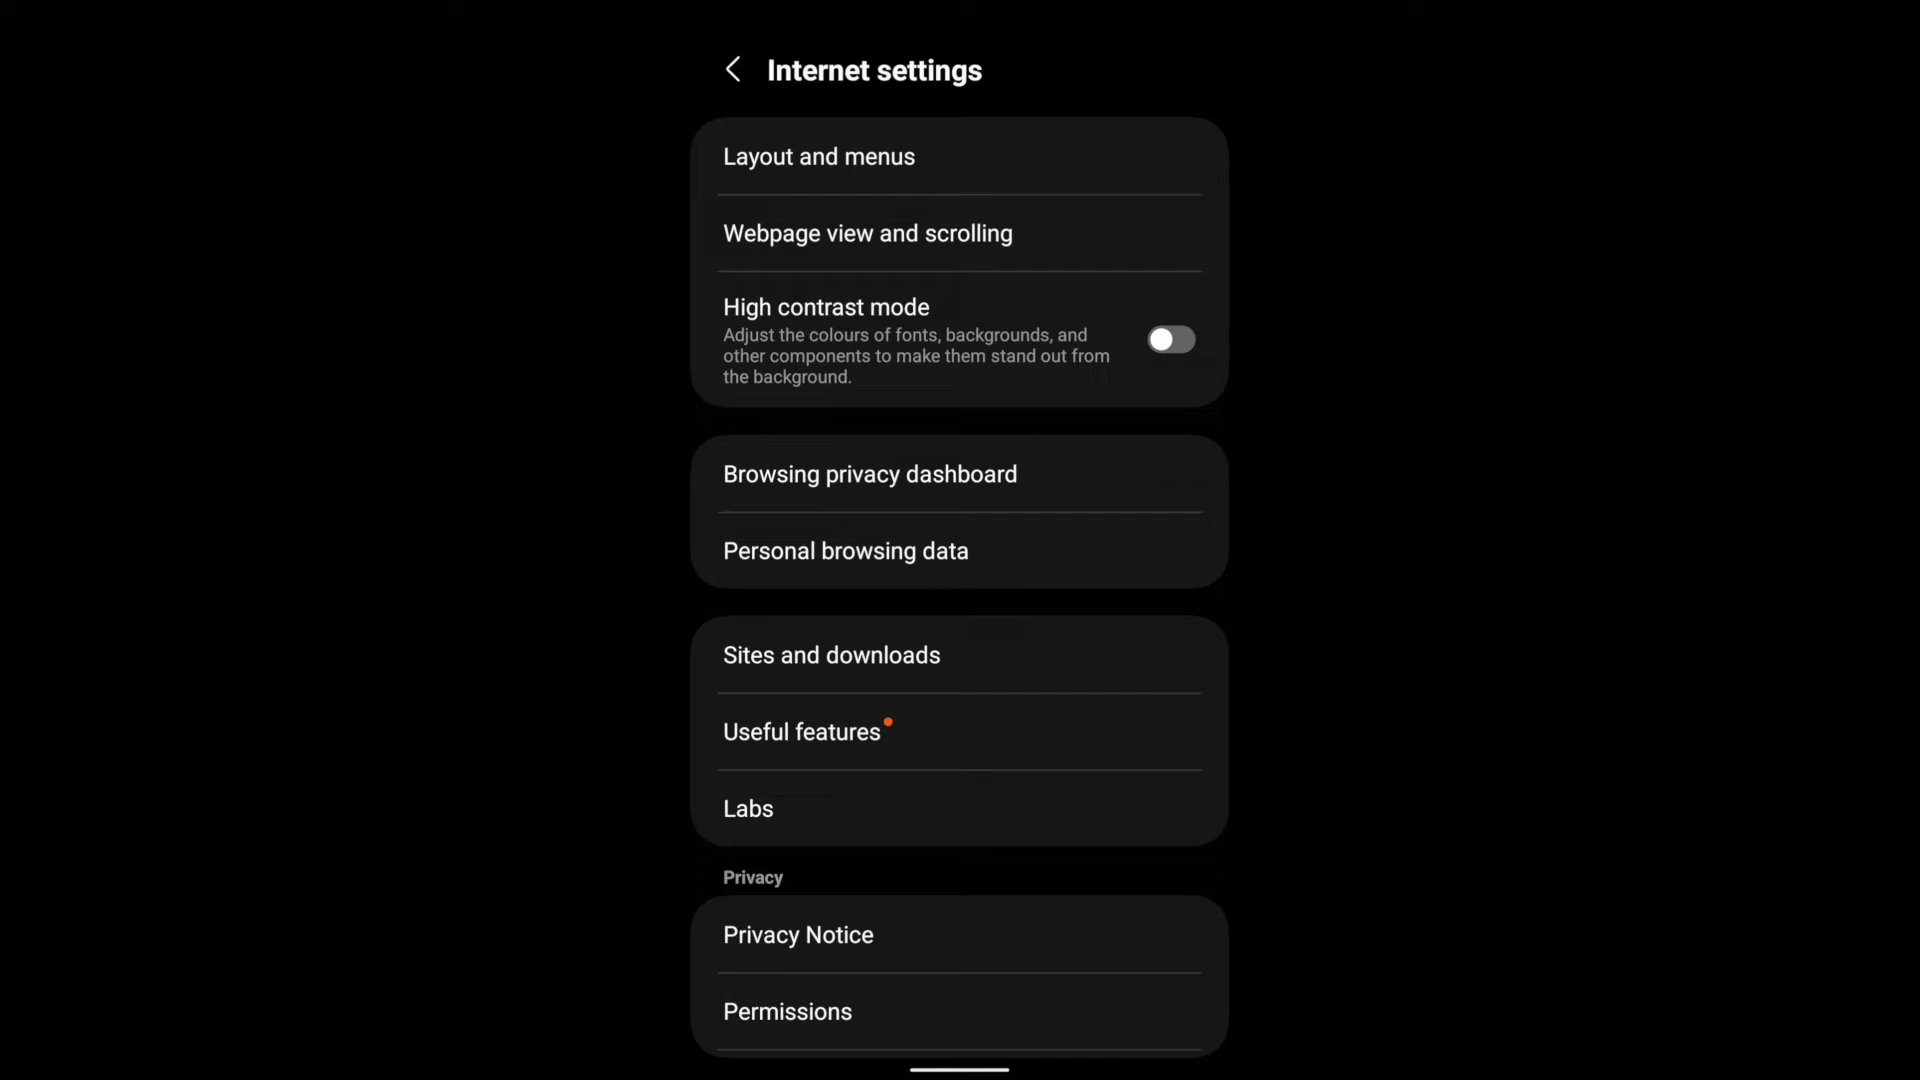 Internet settings
Layout and menus
Webpage view and scrolling
High contrast mode
Adjust the colours of fonts, backgrounds, and
other components to make them stand out from
the background.
Browsing privacy dashboard
Personal browsing data
Sites and downloads
Useful features
Labs
Privacy
Privacy Notice
Permissions